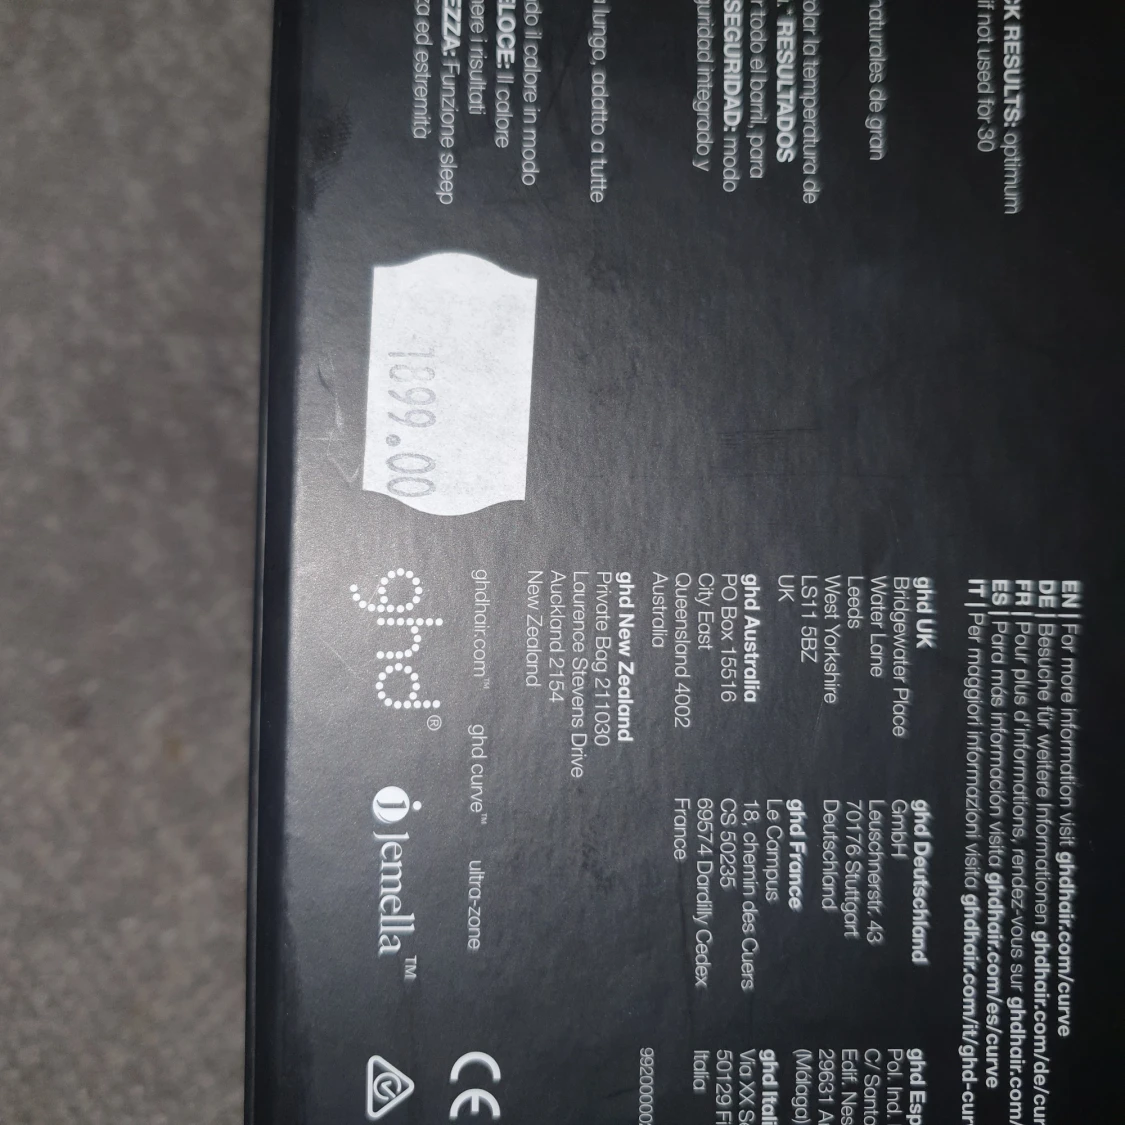 CK RESULTS: optimum
if not used for 30
naturales de gran
olar la temperatura de
RESULTADOS
todo el barril, para
SEGURIDAD: modo
guridad integrado y
lungo, adatto a tutte
do il calore in modo
ELOCE: Il calore
nere i risultati
EZZA: Funzione sleep
ed estremità
1899.00
EN | For more information visit ghdhair.com/curve
DE | Besuche für weitere Informationen ghdhair.com/de/cur
FR | Pour plus d'informations, rendez-vous sur ghdhair.com/
ES | Para más información visita ghdhair.com/es/curve
IT | Per maggiori informazioni visita ghdhair.com/it/ghd-cur
ghd UK
Bridgewater Place
Water Lane
Leeds
West Yorkshire
LS11 5BZ
UK
ghd Australia
PO Box 15516
City East
Queensland 4002
Australia
ghd New Zealand
Private Bag 211030
Laurence Stevens Drive
Auckland 2154
New Zealand
ghd Deutschland
GmbH
Leuschnerstr. 43
70176 Stuttgart
Deutschland
ghd France
Le Campus
18, chemin des Cuers
CS 50235
69574 Dardilly Cedex
France
ghd Esp
Pol. Ind.
C/ Santo
Edif. Nes
29631 A
(Málaga)
ghd Itali
Via XX Se
50129 Fi
Italia
ghdhair.com™ ghd curve™ ultra-zone
ghd® Jemella™
CE